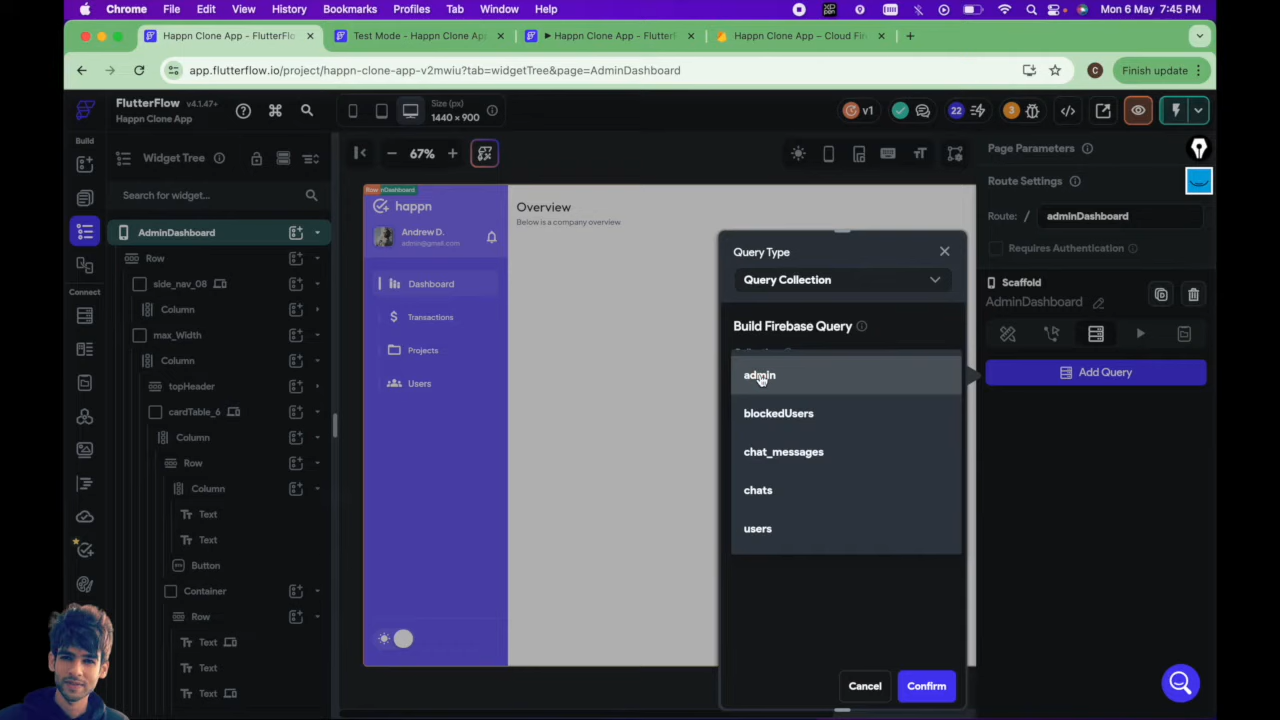 Chrome File Edit View History Bookmarks Profiles Tab Window Help
Mon 6 May 7:45 PM
Happn Clone App - FlutterFlo
Test Mode - Happn Clone App
Happn Clone App - FlutterF
Happn Clone App – Cloud Fir
app.flutterflow.io/project/happn-clone-app-v2mwiu?tab=widgetTree&page=AdminDashboard
C
Finish update
FlutterFlow v4.1.47+
Happn Clone App
Size (px)
1440 × 900
v1
22
3
Build
Connect
Widget Tree
Search for widget...
AdminDashboard
Row
side_nav_08
Column
max_Width
Column
topHeader
cardTable_6
Column
Row
Column
Text
Text
Button
Container
Row
Text
Text
Text
67%
Row
happn
Andrew D.
admin@gmail.com
Dashboard
Transactions
Projects
Users
Overview
Below is a company overview.
Query Type
Query Collection
Build Firebase Query
admin
blockedUsers
chat_messages
chats
users
Cancel
Confirm
Page Parameters
Route Settings
Route: / adminDashboard
Requires Authentication
Scaffold
AdminDashboard
Add Query